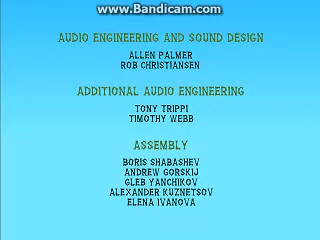 www.Bandicam.com
AUDIO ENGINEERING AND SOUND DESIGN
ALLEN PALMER
ROB CHRISTIANSEN
ADDITIONAL AUDIO ENGINEERING
TONY TRIPPI
TIMOTHY WEBB
ASSEMBLY
BORIS SHABASHEV
ANDREW GORSKIJ
GLEB YANCHIKOV
ALEXANDER KUZNETSOV
ELENA IVANOVA